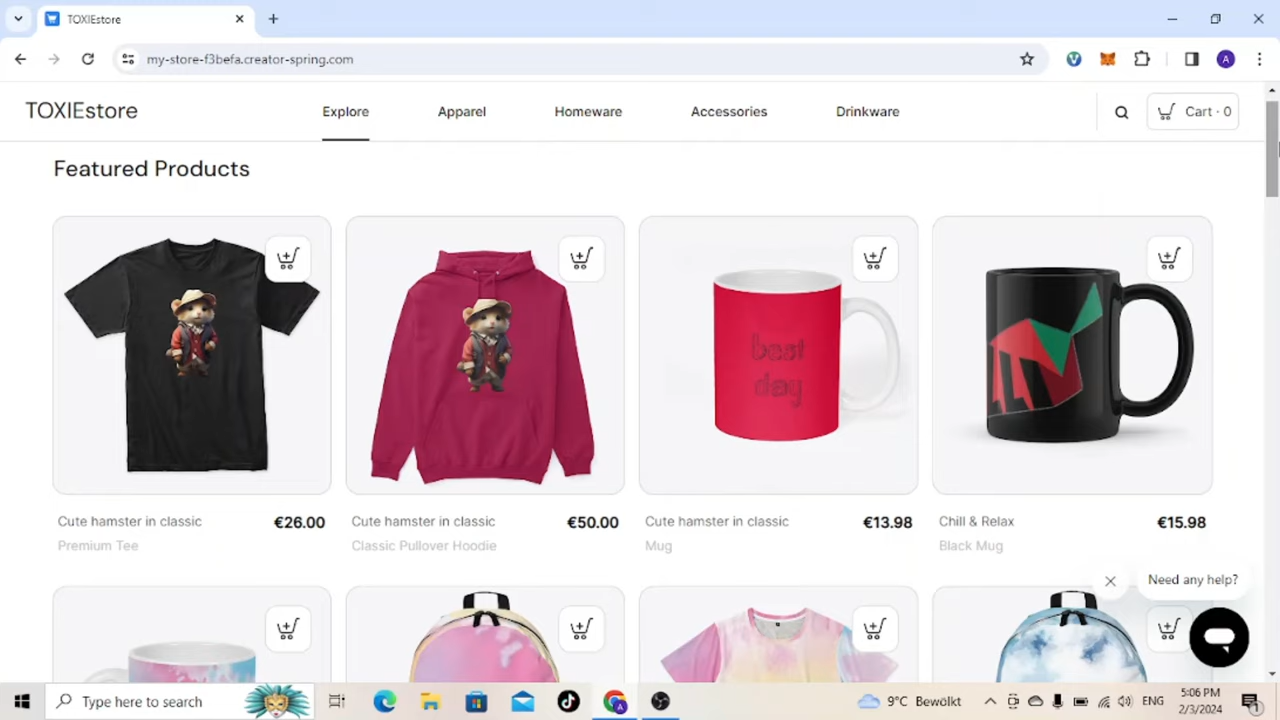 TOXIEstore
my-store-f3befa.creator-spring.com
A
TOXIEstore
Explore
Apparel
Homeware
Accessories
Drinkware
Cart · 0
Featured Products
best
day
Cute hamster in classic €26.00
Premium Tee
Cute hamster in classic €50.00
Classic Pullover Hoodie
Cute hamster in classic €13.98
Mug
Chill & Relax €15.98
Black Mug
Need any help?
Type here to search
A
9°C Bewölkt
ENG
5:06 PM
2/3/2024
1